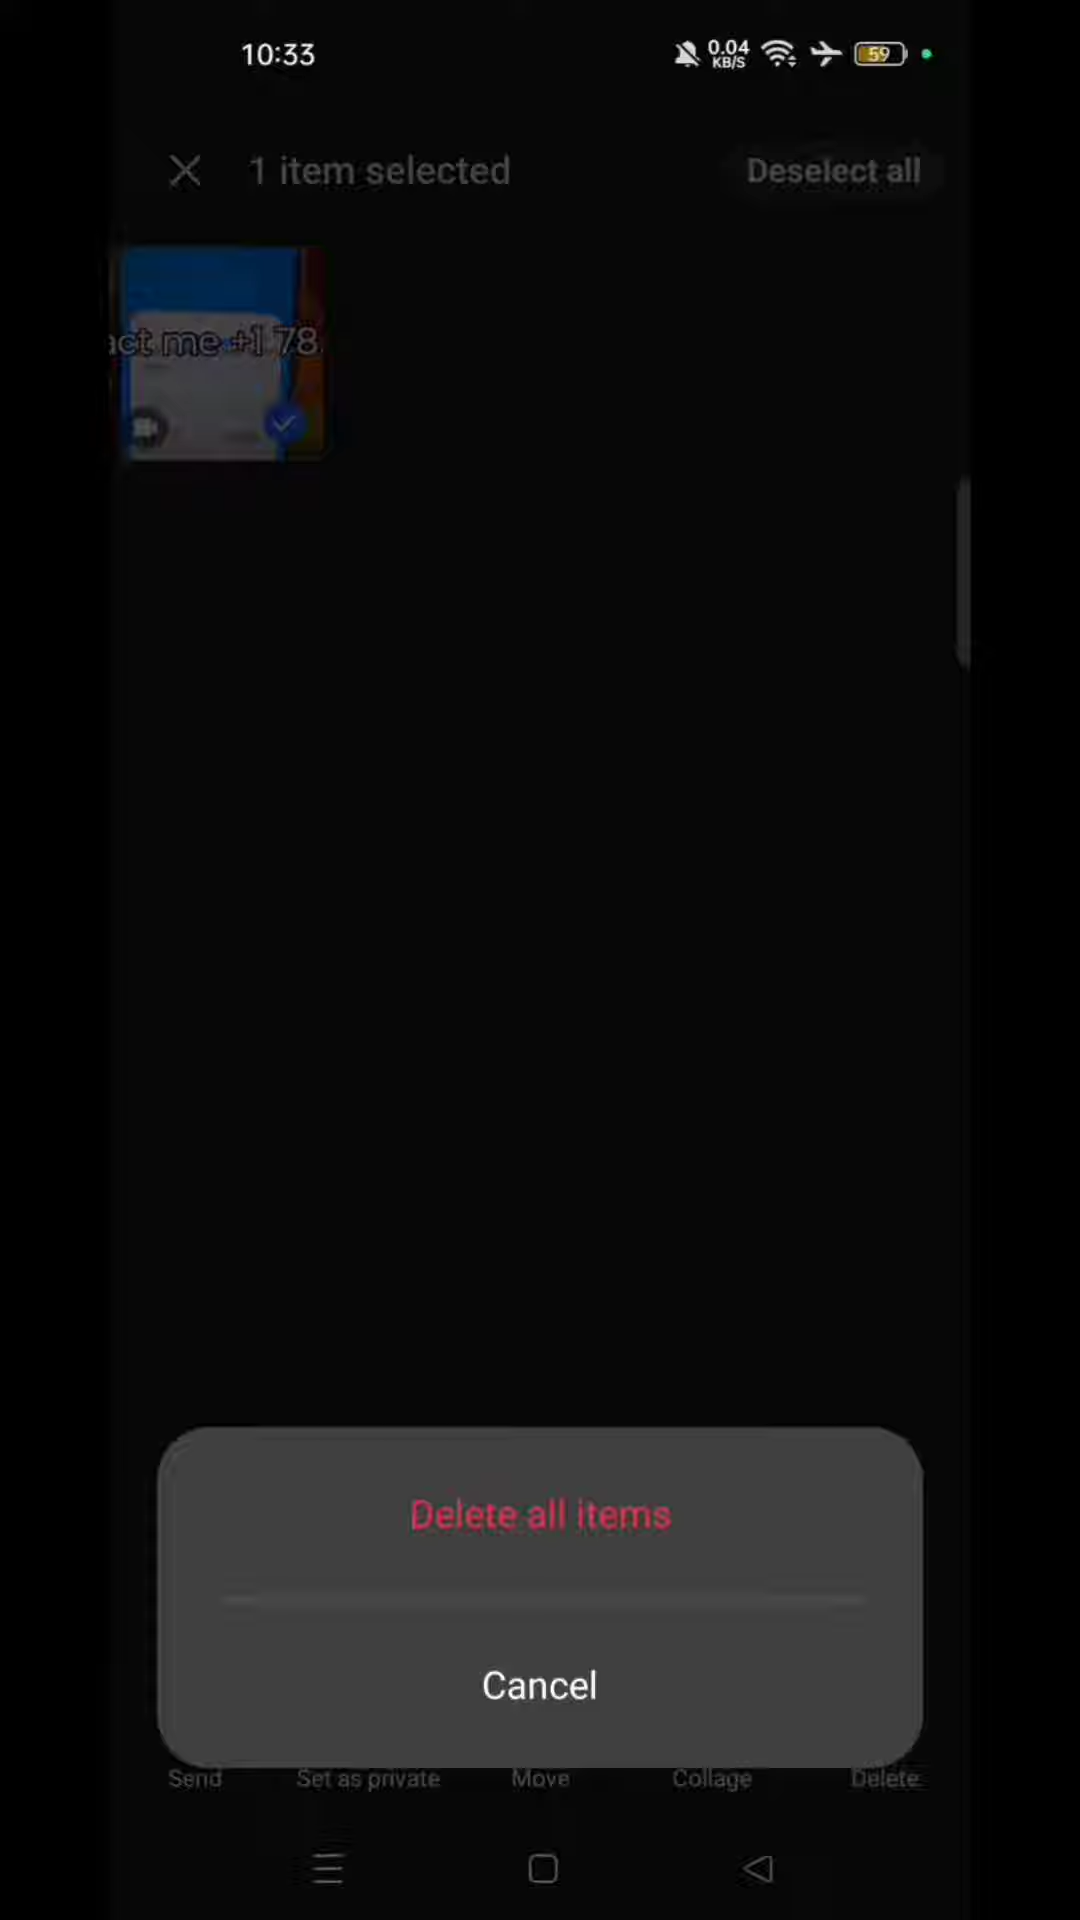 10:33
0.04
KB/S
59
1 item selected
Deselect all
act me +1 78
Delete all items
Cancel
Send
Set as private
Move
Collage
Delete